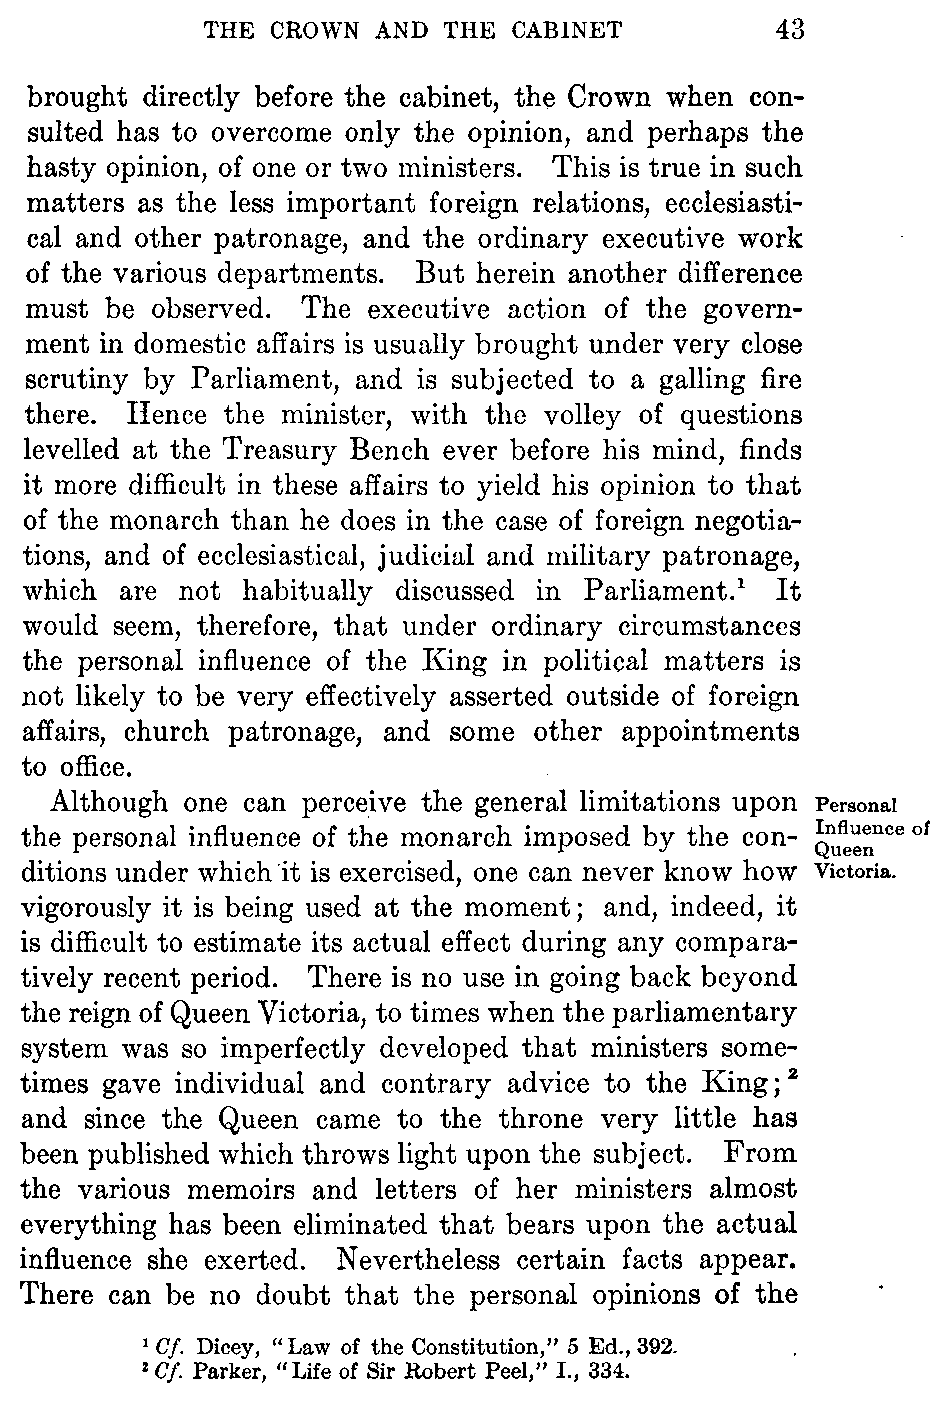 THE CROWN AND THE CABINET 43
brought directly before the cabinet, the Crown when con-
sulted has to overcome only the opinion, and perhaps the
hasty opinion, of one or two ministers. This is true in such
matters as the less important foreign relations, ecclesiasti-
cal and other patronage, and the ordinary executive work
of the various departments. But herein another difference
must be observed. The executive action of the govern-
ment in domestic affairs is usually brought under very close
scrutiny by Parliament, and is subjected to a galling fire
there. Hence the minister, with the volley of questions
levelled at the Treasury Bench ever before his mind, finds
it more difficult in these affairs to yield his opinion to that
of the monarch than he does in the case of foreign negotia-
tions, and of ecclesiastical, judicial and military patronage,
which are not habitually discussed in Parliament.¹ It
would seem, therefore, that under ordinary circumstances
the personal influence of the King in political matters is
not likely to be very effectively asserted outside of foreign
affairs, church patronage, and some other appointments
to office.
Although one can perceive the general limitations upon
the personal influence of the monarch imposed by the con-
ditions under which it is exercised, one can never know how
vigorously it is being used at the moment; and, indeed, it
is difficult to estimate its actual effect during any compara-
tively recent period. There is no use in going back beyond
the reign of Queen Victoria, to times when the parliamentary
system was so imperfectly developed that ministers some-
times gave individual and contrary advice to the King;²
and since the Queen came to the throne very little has
been published which throws light upon the subject. From
the various memoirs and letters of her ministers almost
everything has been eliminated that bears upon the actual
influence she exerted. Nevertheless certain facts appear.
There can be no doubt that the personal opinions of the
Personal
Influence of
Queen
Victoria.
¹ Cf. Dicey, "Law of the Constitution," 5 Ed., 392.
² Cf. Parker, "Life of Sir Robert Peel," I., 334.